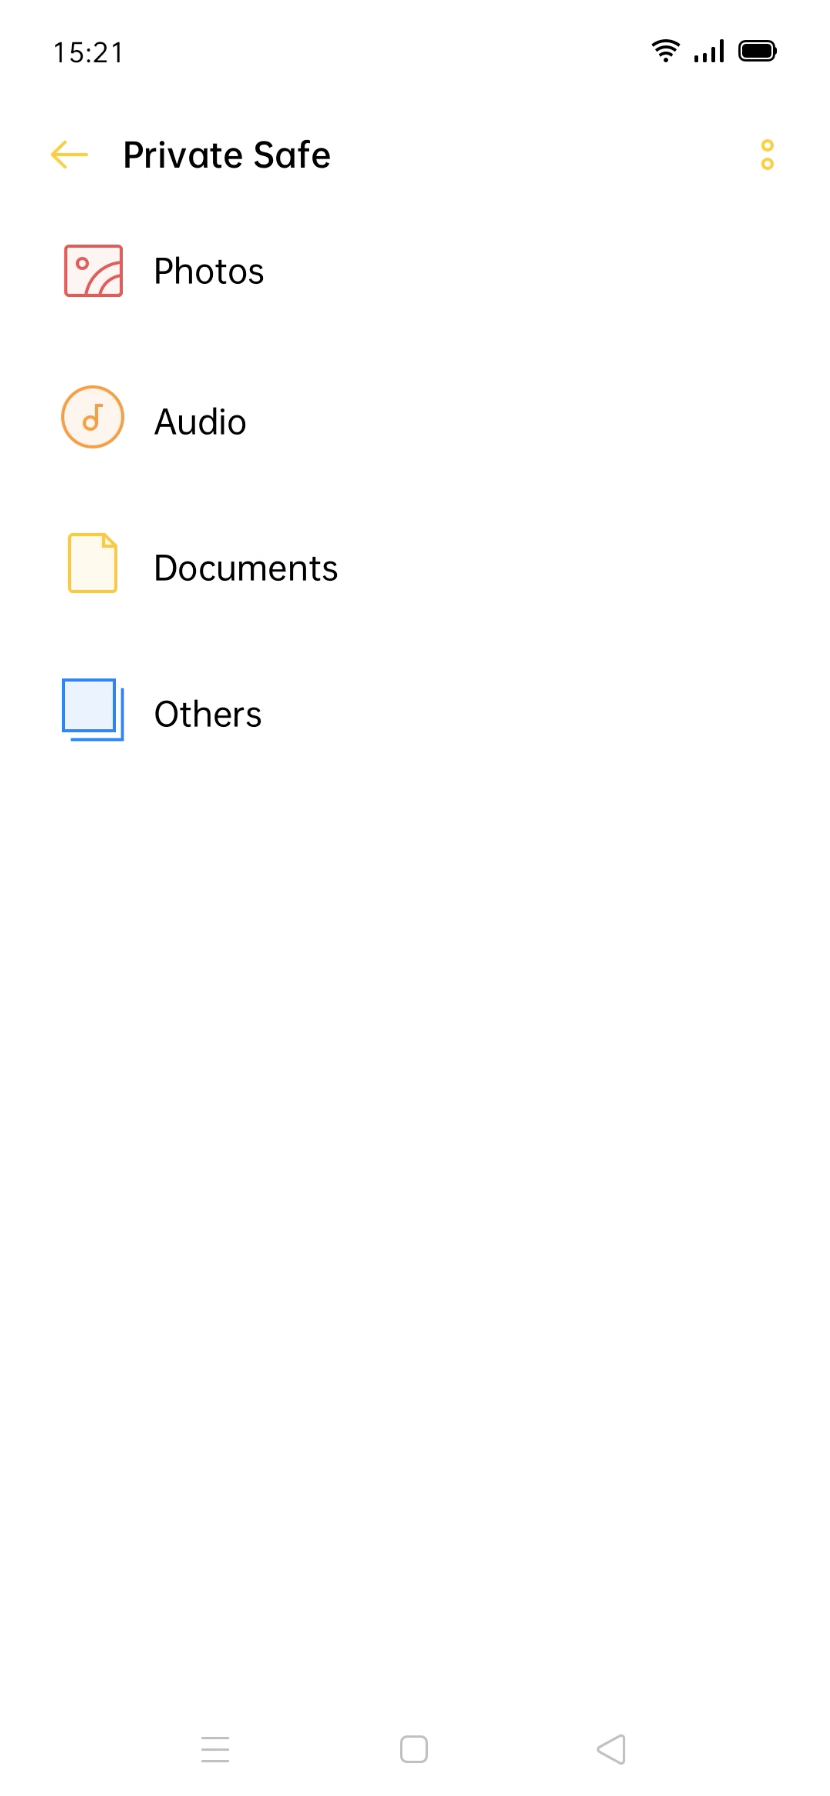 15:21
Private Safe
Photos
Audio
Documents
Others